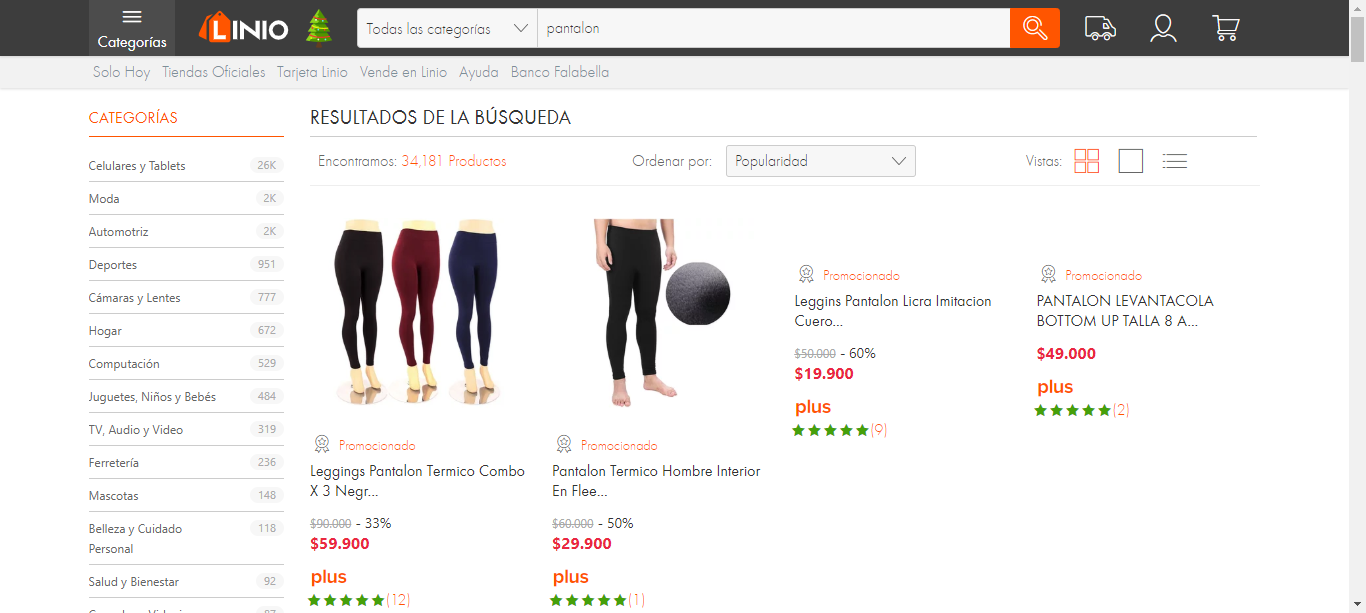 Categorías
LINIO
Todas las categorías
pantalon
Solo Hoy Tiendas Oficiales Tarjeta Linio Vende en Linio Ayuda Banco Falabella
CATEGORÍAS
Celulares y Tablets 26K
Moda 2K
Automotriz 2K
Deportes 951
Cámaras y Lentes 777
Hogar 672
Computación 529
Juguetes, Niños y Bebés 484
TV, Audio y Video 319
Ferretería 236
Mascotas 148
Belleza y Cuidado 118
Personal
Salud y Bienestar 92
RESULTADOS DE LA BÚSQUEDA
Encontramos: 34,181 Productos
Ordenar por: Popularidad
Vistas:
Promocionado
Leggings Pantalon Termico Combo
X 3 Negr...
$90.000 - 33%
$59.900
plus
(12)
Promocionado
Pantalon Termico Hombre Interior
En Flee...
$60.000 - 50%
$29.900
plus
(1)
Promocionado
Leggins Pantalon Licra Imitacion
Cuero...
$50.000 - 60%
$19.900
plus
(9)
Promocionado
PANTALON LEVANTACOLA
BOTTOM UP TALLA 8 A...
$49.000
plus
(2)